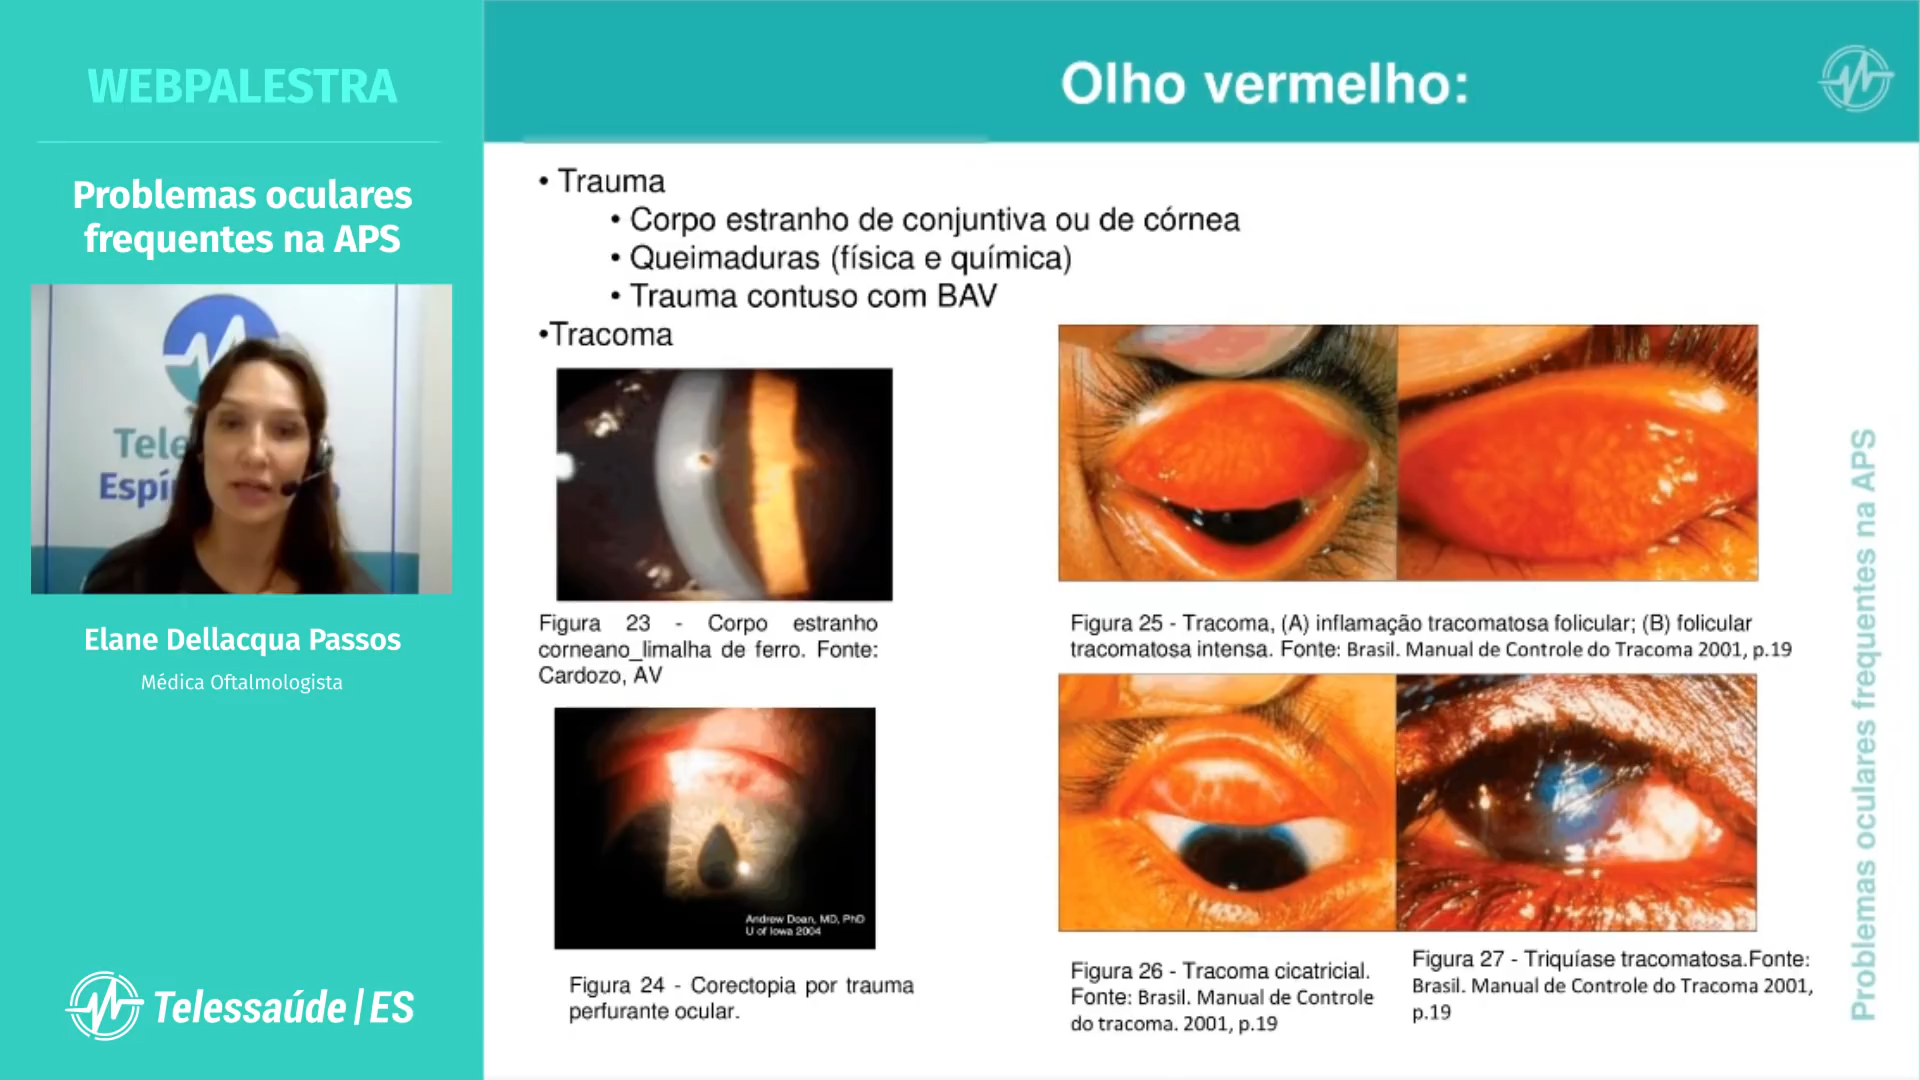 WEBPALESTRA
Problemas oculares
frequentes na APS
Tele
Espí
Elane Dellacqua Passos
Médica Oftalmologista
Telessaúde|ES
Olho vermelho:
• Trauma
• Corpo estranho de conjuntiva ou de córnea
• Queimaduras (física e química)
• Trauma contuso com BAV
•Tracoma
Figura 23 - Corpo estranho
corneano_limalha de ferro. Fonte:
Cardozo, AV
Andrew Doan, MD, PhD
U of Iowa 2004
Figura 24 - Corectopia por trauma
perfurante ocular.
Figura 25 - Tracoma, (A) inflamação tracomatosa folicular; (B) folicular
tracomatosa intensa. Fonte: Brasil. Manual de Controle do Tracoma 2001, p.19
Figura 26 - Tracoma cicatricial.
Fonte: Brasil. Manual de Controle
do tracoma. 2001, p.19
Figura 27 - Triquíase tracomatosa.Fonte:
Brasil. Manual de Controle do Tracoma 2001,
p.19
Problemas oculares frequentes na APS